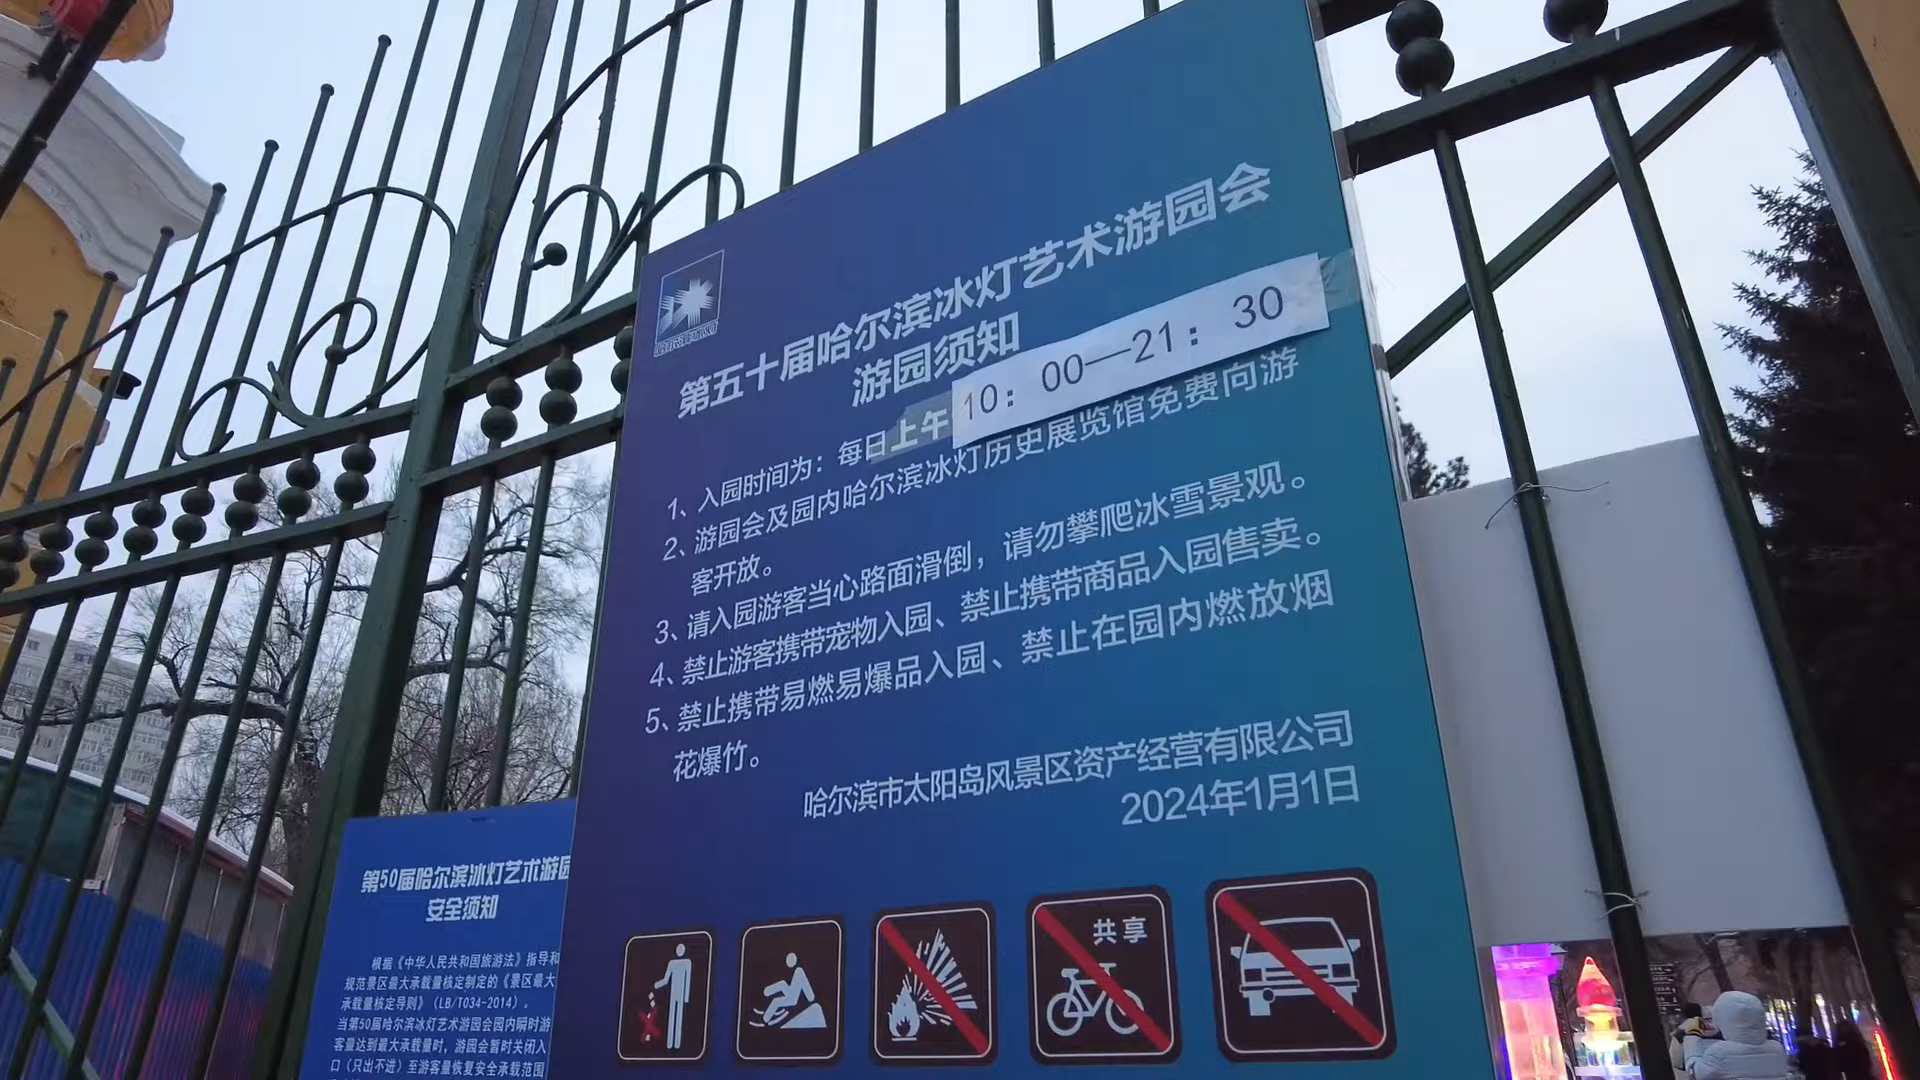 第五十届哈尔滨冰灯艺术游园会
游园须知
1、入园时间为：每日上午10：00—21：30
2、游园会及园内哈尔滨冰灯历史展览馆免费向游
客开放。
3、请入园游客当心路面滑倒，请勿攀爬冰雪景观。
4、禁止游客携带宠物入园、禁止携带商品入园售卖。
5、禁止携带易燃易爆品入园、禁止在园内燃放烟
花爆竹。
哈尔滨市太阳岛风景区资产经营有限公司
2024年1月1日
共享
第50届哈尔滨冰灯艺术游园
安全须知
根据《中华人民共和国旅游法》指导和
规范景区最大承载量核定制定的《景区最大
承载量核定导则》（LB/T034-2014）。
当第50届哈尔滨冰灯艺术游园会园内瞬时游
客量达到最大承载量时，游园会暂时关闭入
口（只出不进）至游客量恢复安全承载范围